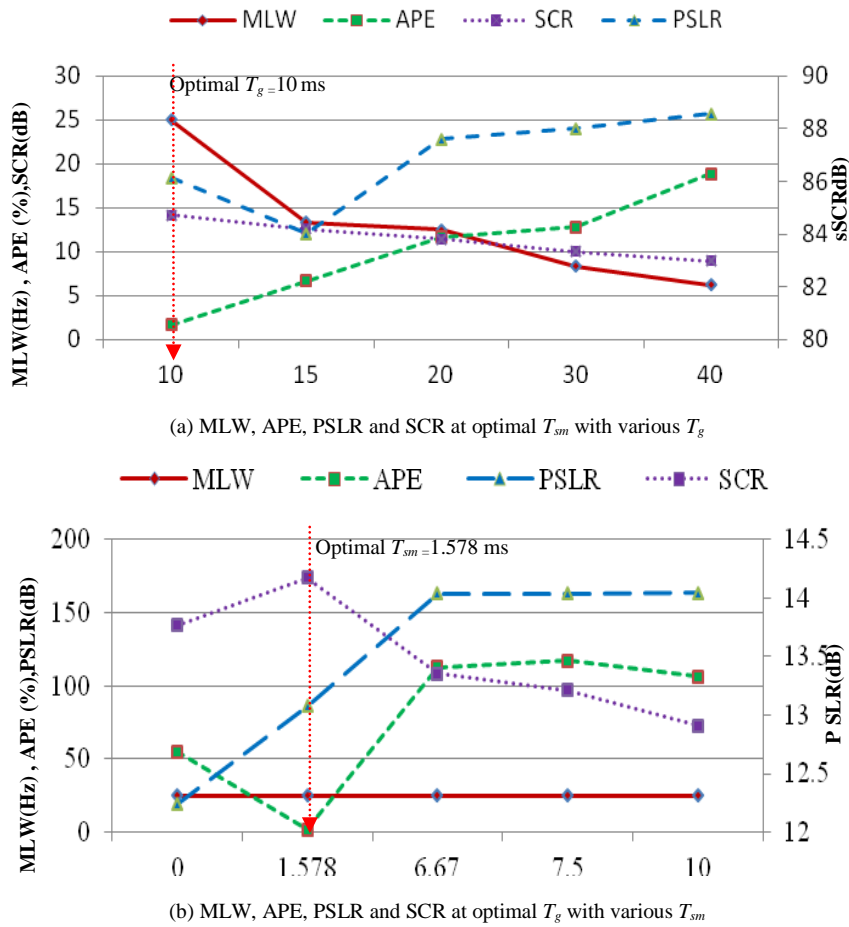 MLW APE SCR PSLR
Optimal Tg =10 ms
30
25
20
15
10
5
0
90
88
86
84
82
80
MLW(Hz) , APE (%),SCR(dB)
sSCRdB)
10 15 20 30 40
(a) MLW, APE, PSLR and SCR at optimal Tsm with various Tg
MLW APE PSLR SCR
Optimal Tsm =1.578 ms
200
150
100
50
0
14.5
14
13.5
13
12.5
12
MLW(Hz) , APE (%),PSLR(dB)
P SLR(dB)
0 1.578 6.67 7.5 10
(b) MLW, APE, PSLR and SCR at optimal Tg with various Tsm